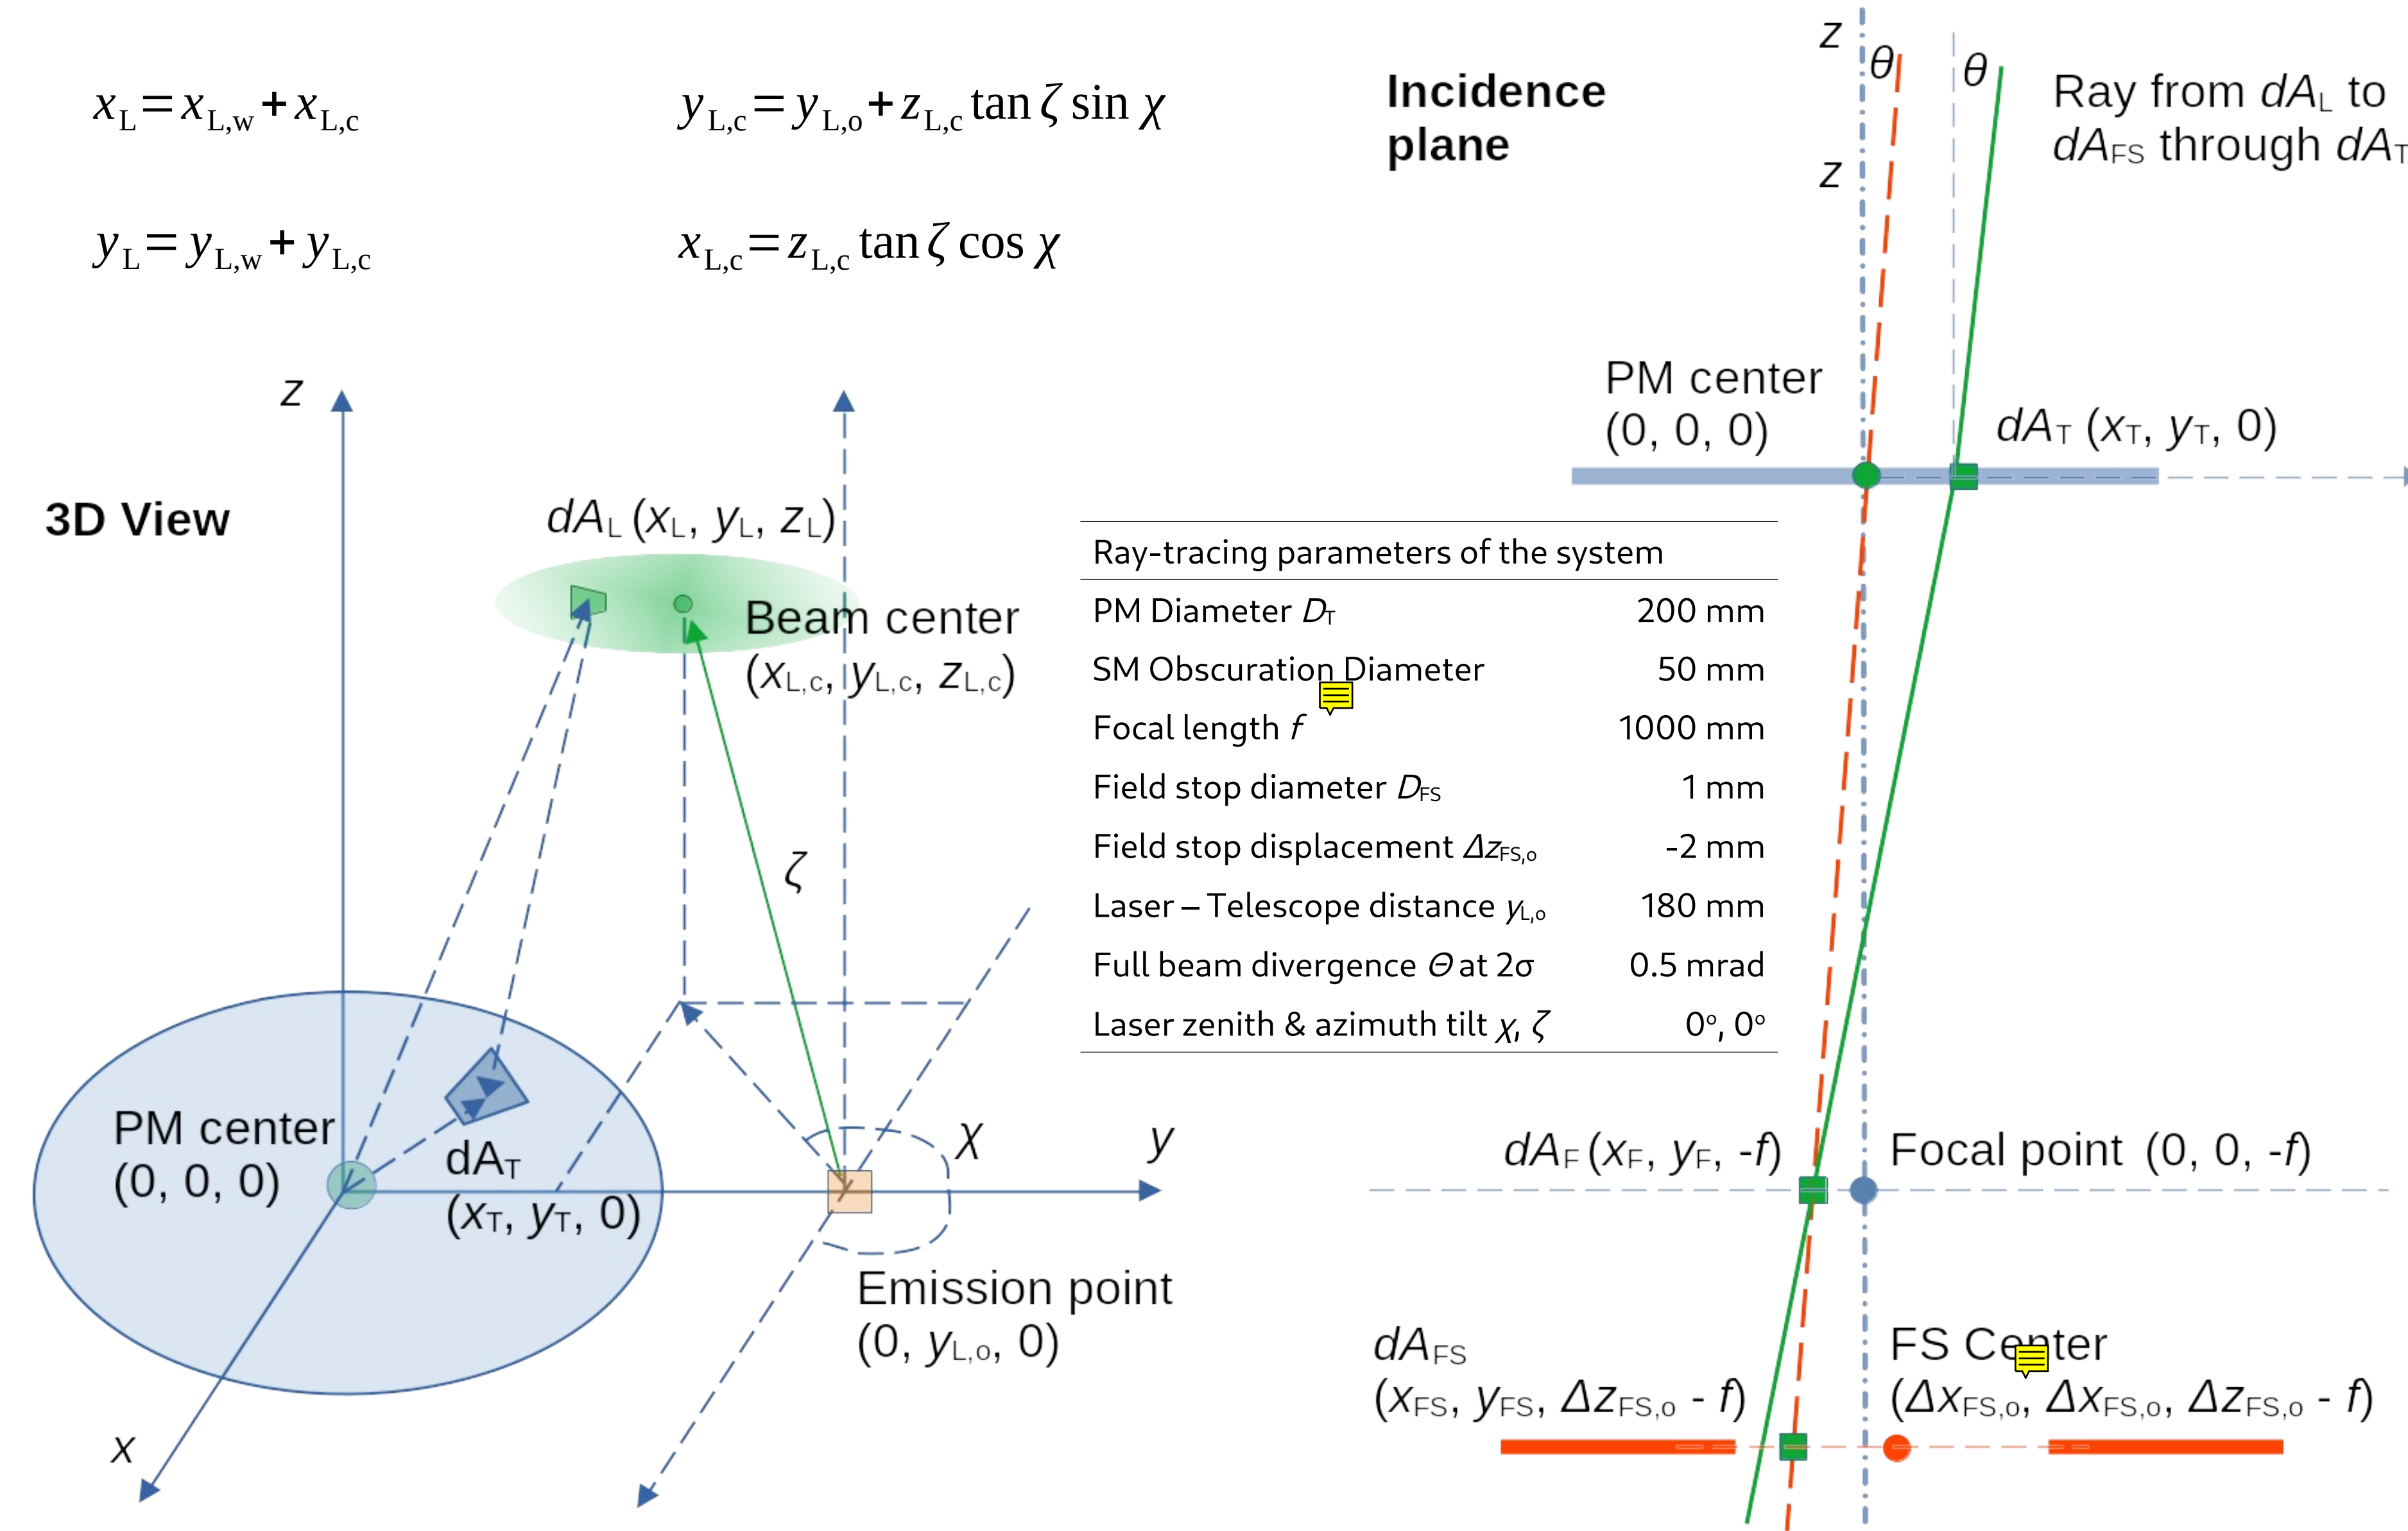 x_L = x_L,w + x_L,c
y_L,c = y_L,o + z_L,c tan ζ sin χ
y_L = y_L,w + y_L,c
x_L,c = z_L,c tan ζ cos χ
3D View
z
dA_L (x_L, y_L, z_L)
Beam center
(x_L,c, y_L,c, z_L,c)
ζ
PM center
(0, 0, 0)
dA_T
(x_T, y_T, 0)
χ
y
Emission point
(0, y_L,o, 0)
x
Ray-tracing parameters of the system
PM Diameter D_T 200 mm
SM Obscuration Diameter 50 mm
Focal length f 1000 mm
Field stop diameter D_FS 1 mm
Field stop displacement Δz_FS,o -2 mm
Laser – Telescope distance y_L,o 180 mm
Full beam divergence Θ at 2σ 0.5 mrad
Laser zenith & azimuth tilt χ, ζ 0°, 0°
Incidence
plane
z
θ
θ
z
Ray from dA_L to
dA_FS through dA_T
PM center
(0, 0, 0)
dA_T (x_T, y_T, 0)
dA_F (x_F, y_F, -f)
Focal point (0, 0, -f)
dA_FS
(x_FS, y_FS, Δz_FS,o - f)
FS Center
(Δx_FS,o, Δx_FS,o, Δz_FS,o - f)